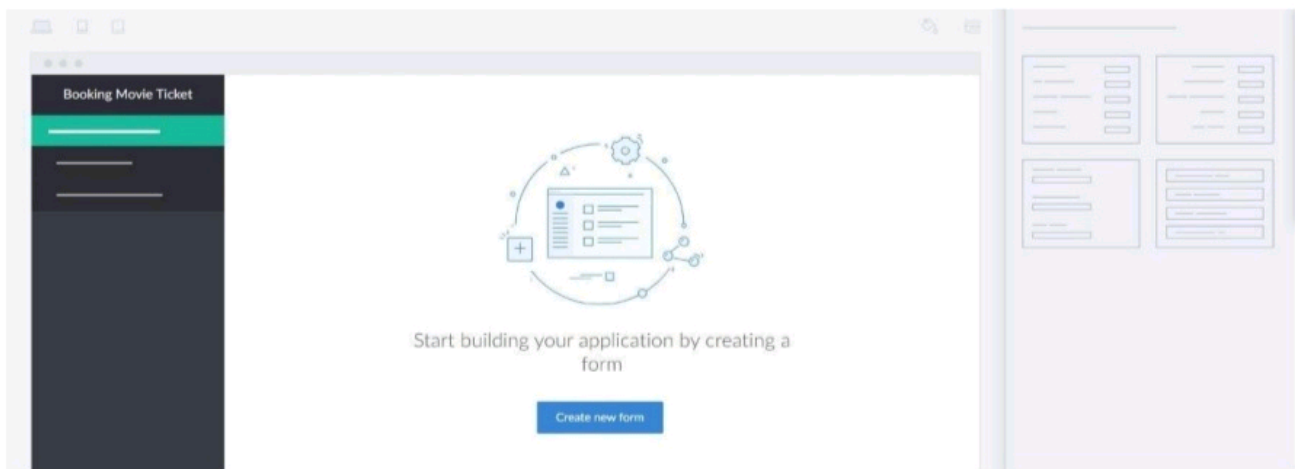 Booking Movie Ticket
Start building your application by creating a
form
Create new form